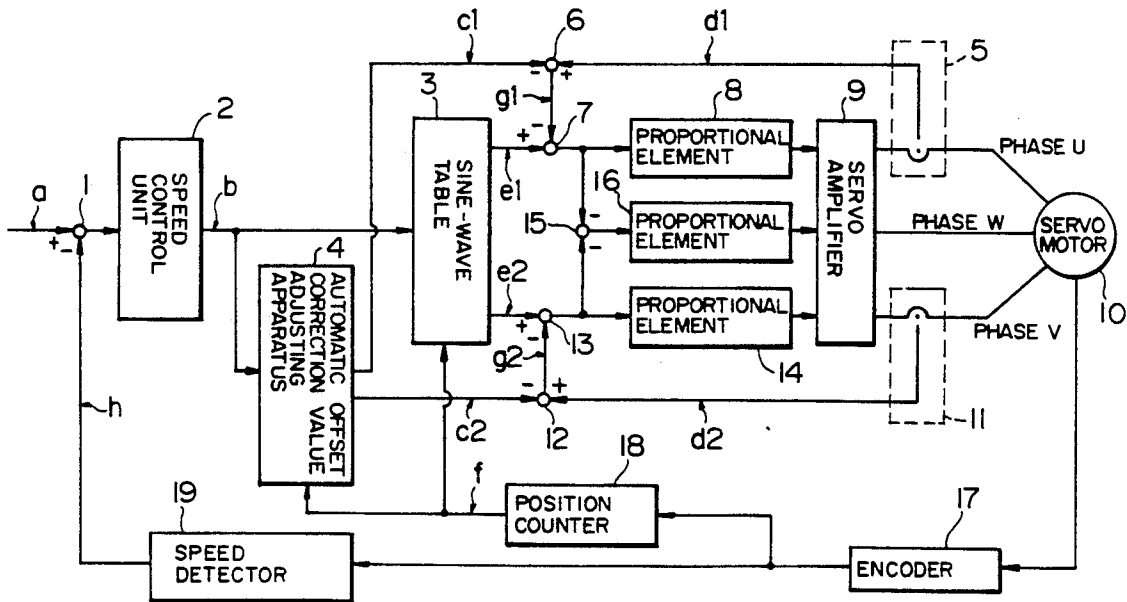 c1
6
d1
5
g1
7
3
8
9
2
SPEED
CONTROL
UNIT
SINE-WAVE
TABLE
PROPORTIONAL
ELEMENT
SERVO
AMPLIFIER
PHASE U
a
1
+
-
b
e1
16
15
PROPORTIONAL
ELEMENT
PHASE W
SERVO
MOTOR
10
4
AUTOMATIC OFFSET
CORRECTION VALUE
ADJUSTING
APPARATUS
e2
13
PROPORTIONAL
ELEMENT
14
PHASE V
g2
h
c2
12
d2
11
f
18
POSITION
COUNTER
19
SPEED
DETECTOR
17
ENCODER